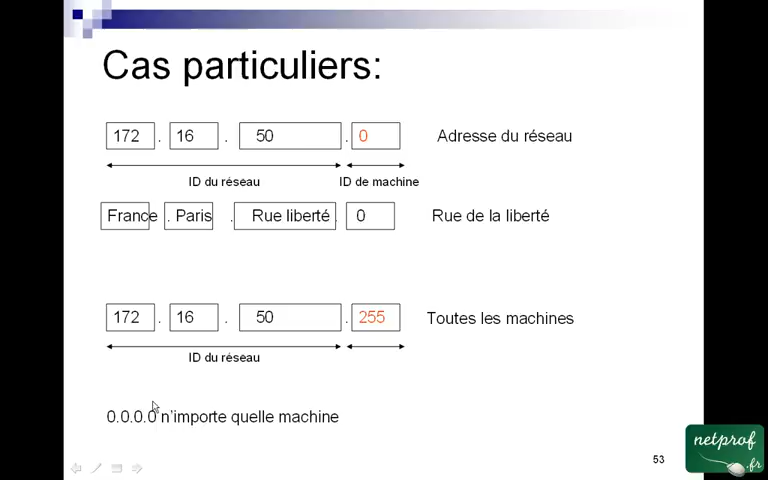 Cas particuliers:
172 . 16 . 50 . 0 Adresse du réseau
ID du réseau ID de machine
France . Paris . Rue liberté . 0 Rue de la liberté
172 . 16 . 50 . 255 Toutes les machines
ID du réseau
0.0.0.0 n'importe quelle machine
53
netprof
.fr